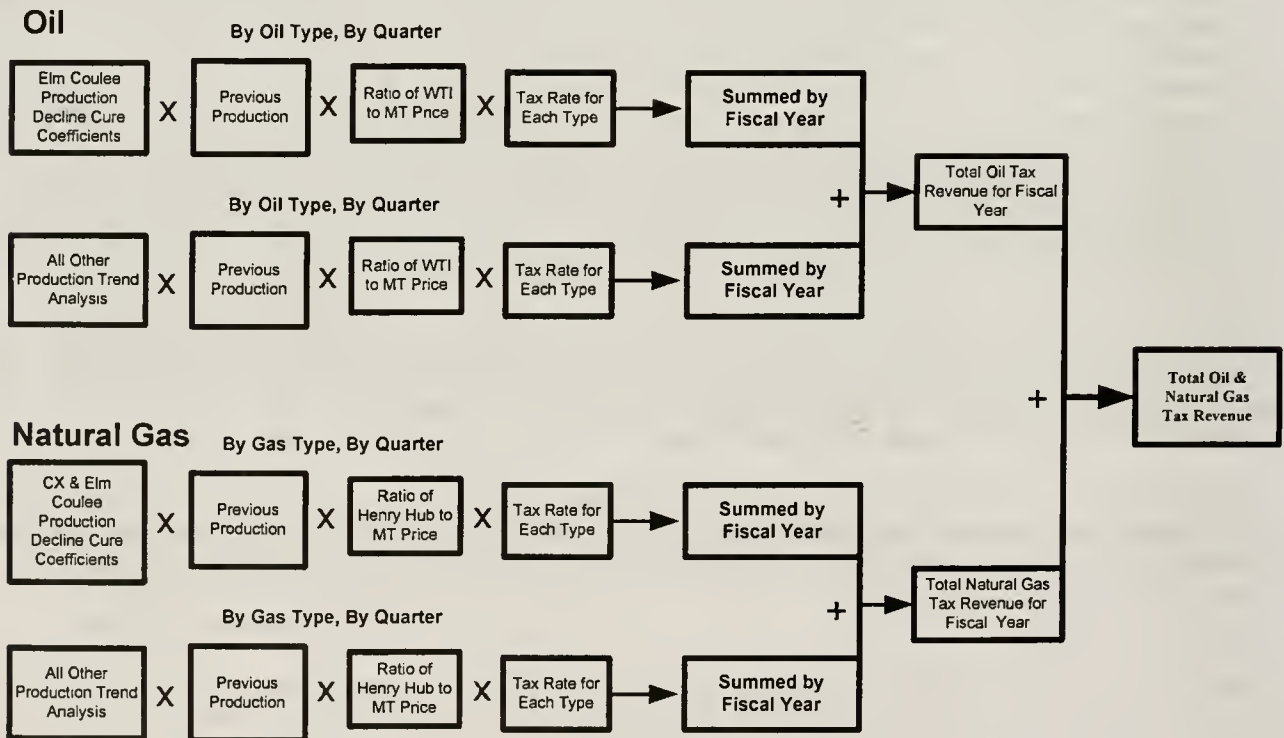 Oil
By Oil Type, By Quarter
Elm Coulee
Production
Decline Cure
Coefficients
X
Previous
Production
X
Ratio of WTI
to MT Price
X
Tax Rate for
Each Type
Summed by
Fiscal Year
By Oil Type, By Quarter
All Other
Production Trend
Analysis
X
Previous
Production
X
Ratio of WTI
to MT Price
X
Tax Rate for
Each Type
Summed by
Fiscal Year
+
Total Oil Tax
Revenue for Fiscal
Year
Natural Gas
By Gas Type, By Quarter
CX & Elm
Coulee
Production
Decline Cure
Coefficients
X
Previous
Production
X
Ratio of
Henry Hub to
MT Price
X
Tax Rate for
Each Type
Summed by
Fiscal Year
By Gas Type, By Quarter
All Other
Production Trend
Analysis
X
Previous
Production
X
Ratio of
Henry Hub to
MT Price
X
Tax Rate for
Each Type
Summed by
Fiscal Year
+
Total Natural Gas
Tax Revenue for
Fiscal Year
+
Total Oil &
Natural Gas
Tax Revenue